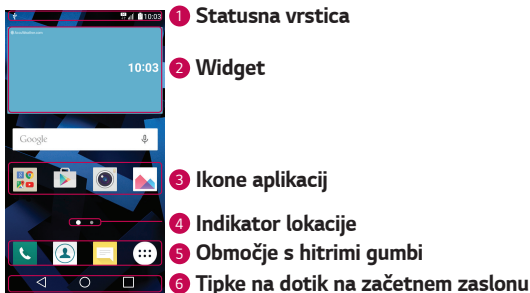 10:03
1 Statusna vrstica
10:03
2 Widget
Google
3 Ikone aplikacij
4 Indikator lokacije
5 Območje s hitrimi gumbi
6 Tipke na dotik na začetnem zaslonu